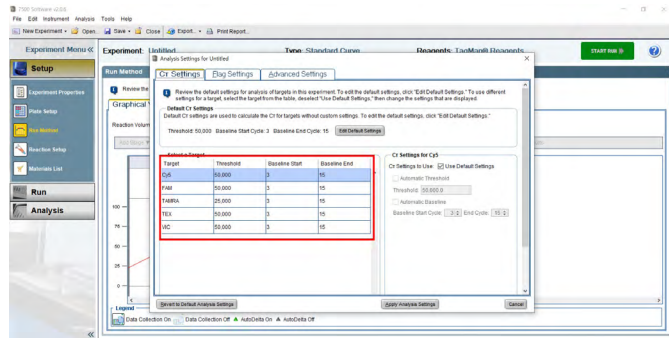 7500 Software v2.0.6
File Edit Instrument Analysis Tools Help
New Experiment Open... Save Close Export... Print Report...
Experiment Menu « Experiment: Untitled Type: Standard Curve Reagents: TaqMan® Reagents START RUN
Setup
Experiment Properties
Plate Setup
Run Method
Reaction Setup
Materials List
Run
Analysis
Run Method
Review the
Graphical
Reaction Volume
Add Stage
100
75
50
25
0
Legend
Data Collection On Data Collection Off AutoDelta On AutoDelta Off
Analysis Settings for Untitled
CT Settings Flag Settings Advanced Settings
Review the default settings for analysis of targets in this experiment. To edit the default settings, click "Edit Default Settings." To use different
settings for a target, select the target from the table, deselect "Use Default Settings," then change the settings that are displayed.
Default CT Settings
Default CT settings are used to calculate the CT for targets without custom settings. To edit the default settings, click "Edit Default Settings."
Threshold: 50,000 Baseline Start Cycle: 3 Baseline End Cycle: 15 Edit Default Settings
Select a Target
Target Threshold Baseline Start Baseline End
Cy5 50,000 3 15
FAM 50,000 3 15
TAMRA 25,000 3 15
TEX 50,000 3 15
VIC 50,000 3 15
CT Settings for Cy5
CT Settings to Use: Use Default Settings
Automatic Threshold
Threshold: 50,000.0
Automatic Baseline
Baseline Start Cycle: 3 End Cycle: 15
Revert to Default Analysis Settings Apply Analysis Settings Cancel